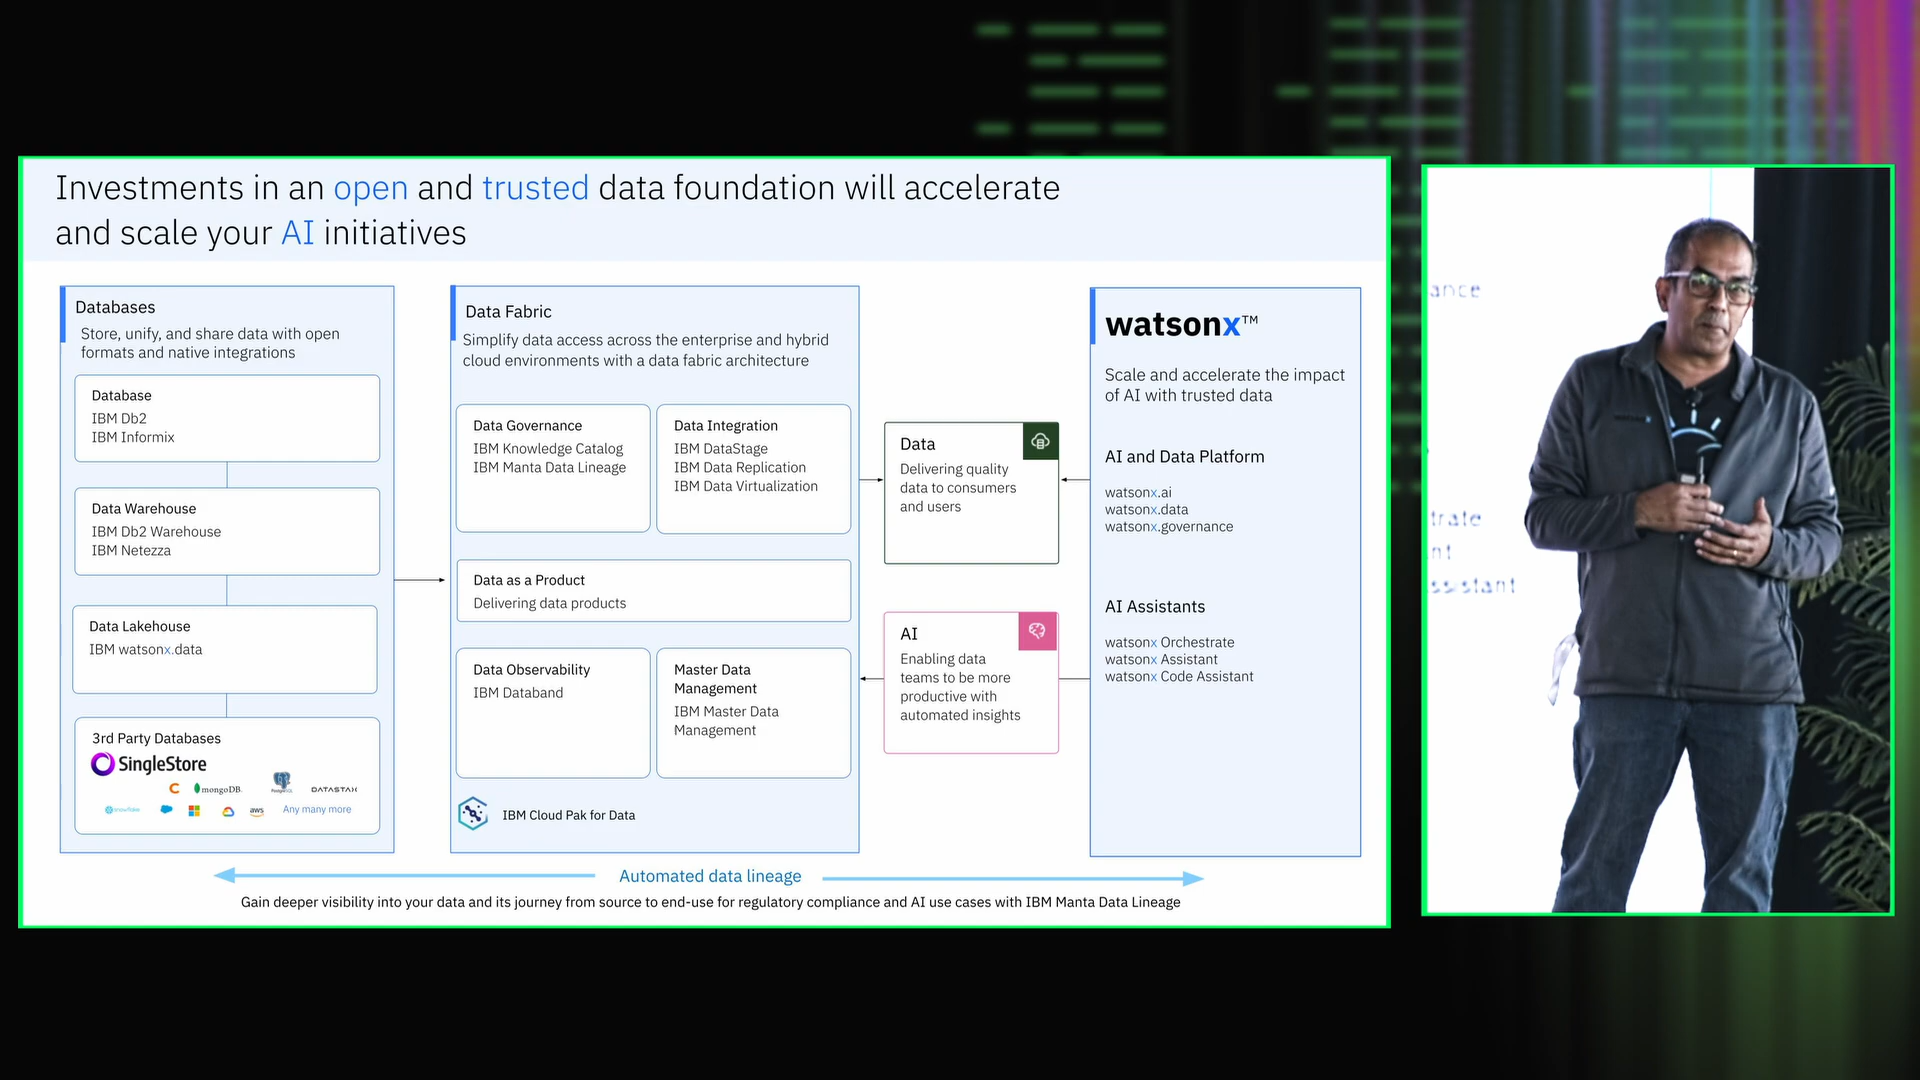 Investments in an open and trusted data foundation will accelerate
and scale your AI initiatives
Databases
Store, unify, and share data with open
formats and native integrations
Database
IBM Db2
IBM Informix
Data Warehouse
IBM Db2 Warehouse
IBM Netezza
Data Lakehouse
IBM watsonx.data
3rd Party Databases
SingleStore
mongoDB
PostgreSQL
DATASTAX
snowflake
aws
Any many more
Data Fabric
Simplify data access across the enterprise and hybrid
cloud environments with a data fabric architecture
Data Governance
IBM Knowledge Catalog
IBM Manta Data Lineage
Data Integration
IBM DataStage
IBM Data Replication
IBM Data Virtualization
Data as a Product
Delivering data products
Data Observability
IBM Databand
Master Data
Management
IBM Master Data
Management
IBM Cloud Pak for Data
Data
Delivering quality
data to consumers
and users
AI
Enabling data
teams to be more
productive with
automated insights
watsonx™
Scale and accelerate the impact
of AI with trusted data
AI and Data Platform
watsonx.ai
watsonx.data
watsonx.governance
AI Assistants
watsonx Orchestrate
watsonx Assistant
watsonx Code Assistant
Automated data lineage
Gain deeper visibility into your data and its journey from source to end-use for regulatory compliance and AI use cases with IBM Manta Data Lineage
ance
trate
nt
ssistant